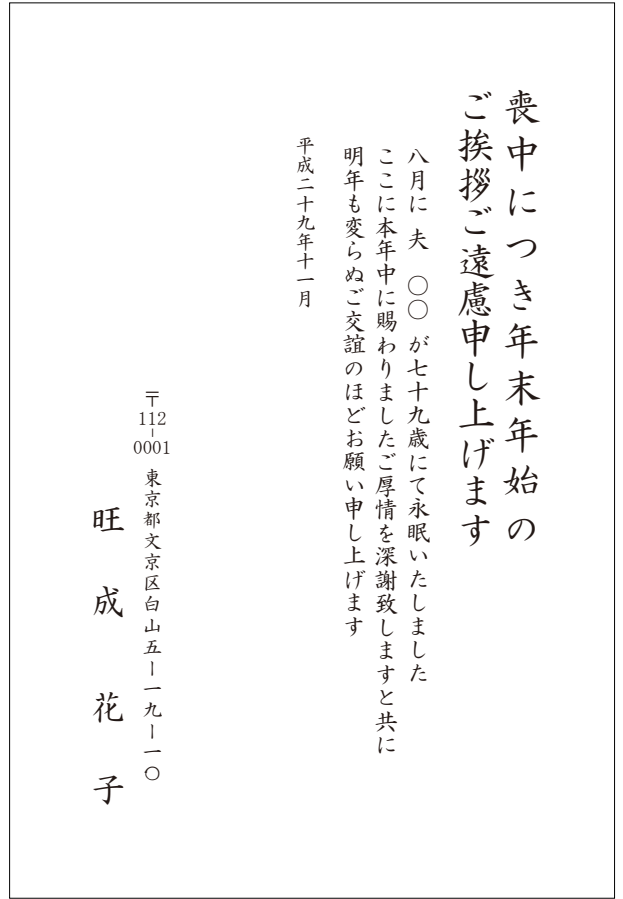 喪中につき年末年始の
ご挨拶ご遠慮申し上げます
八月に 夫 〇〇 が七十九歳にて永眠いたしました
ここに本年中に賜わりましたご厚情を深謝致しますと共に
明年も変らぬご交誼のほどお願い申し上げます
平成二十九年十一月
〒112-0001 東京都文京区白山五ー一九ー一〇
旺成花子